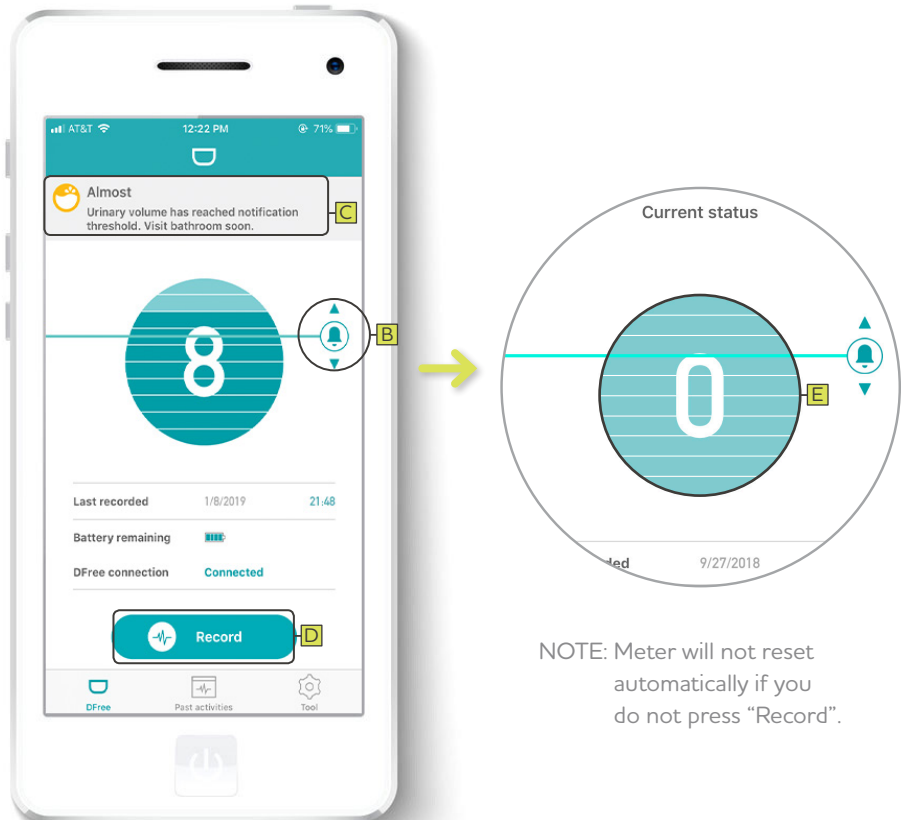 AT&T 12:22 PM 71%
Almost
Urinary volume has reached notification
threshold. Visit bathroom soon.
C
B
8
Last recorded 1/8/2019 21:48
Battery remaining
DFree connection Connected
Record
D
DFree Past activities Tool
Current status
0
E
ded 9/27/2018
NOTE: Meter will not reset
automatically if you
do not press “Record”.